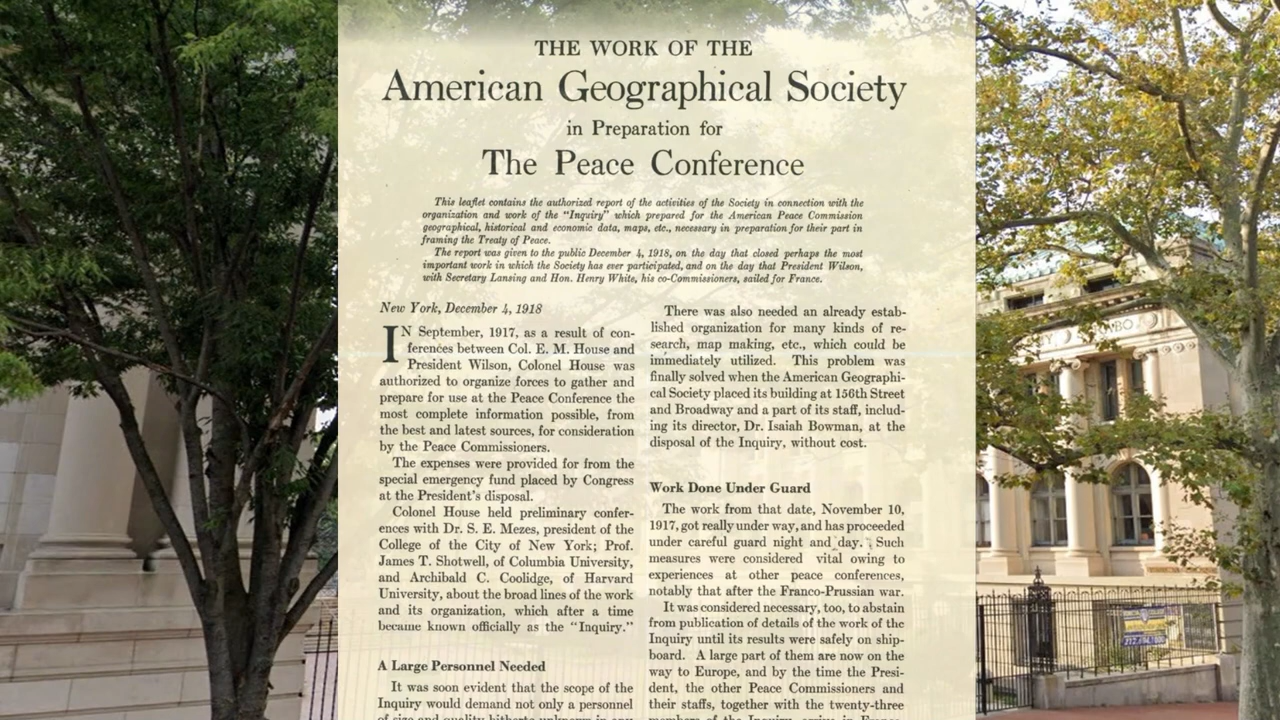 THE WORK OF THE
American Geographical Society
in Preparation for
The Peace Conference
This leaflet contains the authorized report of the activities of the Society in connection with the
organization and work of the "Inquiry" which prepared for the American Peace Commission
geographical, historical and economic data, maps, etc., necessary in preparation for their part in
framing the Treaty of Peace.
The report was given to the public December 4, 1918, on the day that closed perhaps the most
important work in which the Society has ever participated, and on the day that President Wilson,
with Secretary Lansing and Hon. Henry White, his co-Commissioners, sailed for France.
New York, December 4, 1918
IN September, 1917, as a result of con-
ferences between Col. E. M. House and
President Wilson, Colonel House was
authorized to organize forces to gather and
prepare for use at the Peace Conference the
most complete information possible, from
the best and latest sources, for consideration
by the Peace Commissioners.
The expenses were provided for from the
special emergency fund placed by Congress
at the President's disposal.
Colonel House held preliminary confer-
ences with Dr. S. E. Mezes, president of the
College of the City of New York; Prof.
James T. Shotwell, of Columbia University,
and Archibald C. Coolidge, of Harvard
University, about the broad lines of the work
and its organization, which after a time
became known officially as the "Inquiry."
A Large Personnel Needed
It was soon evident that the scope of the
Inquiry would demand not only a personnel
of size and quality hitherto unknown in any
There was also needed an already estab-
lished organization for many kinds of re-
search, map making, etc., which could be
immediately utilized. This problem was
finally solved when the American Geographi-
cal Society placed its building at 156th Street
and Broadway and a part of its staff, includ-
ing its director, Dr. Isaiah Bowman, at the
disposal of the Inquiry, without cost.
Work Done Under Guard
The work from that date, November 10,
1917, got really under way, and has proceeded
under careful guard night and day. Such
measures were considered vital owing to
experiences at other peace conferences,
notably that after the Franco-Prussian war.
It was considered necessary, too, to abstain
from publication of details of the work of the
Inquiry until its results were safely on ship-
board. A large part of them are now on the
way to Europe, and by the time the Presi-
dent, the other Peace Commissioners and
their staffs, together with the twenty-three
members of the Inquiry, arrive in France,